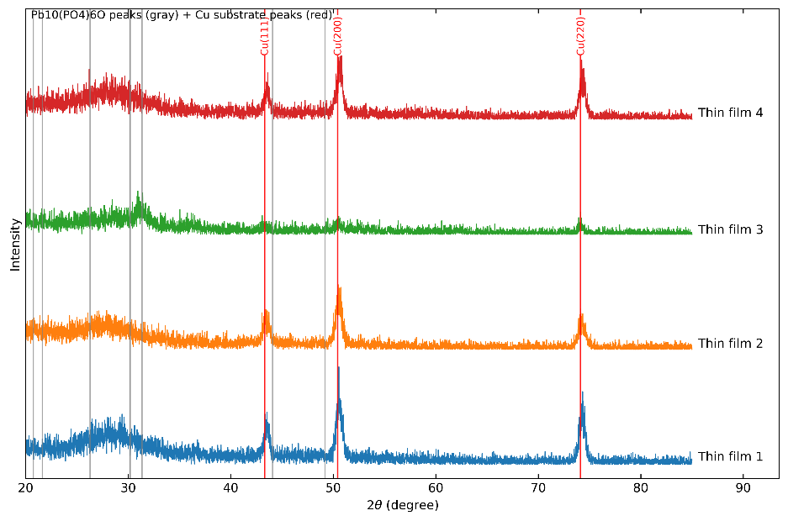 Pb10(PO4)6O peaks (gray) + Cu substrate peaks (red)
Cu(111)
Cu(200)
Cu(220)
Thin film 4
Thin film 3
Thin film 2
Thin film 1
Intensity
20 30 40 50 60 70 80 90
2θ (degree)